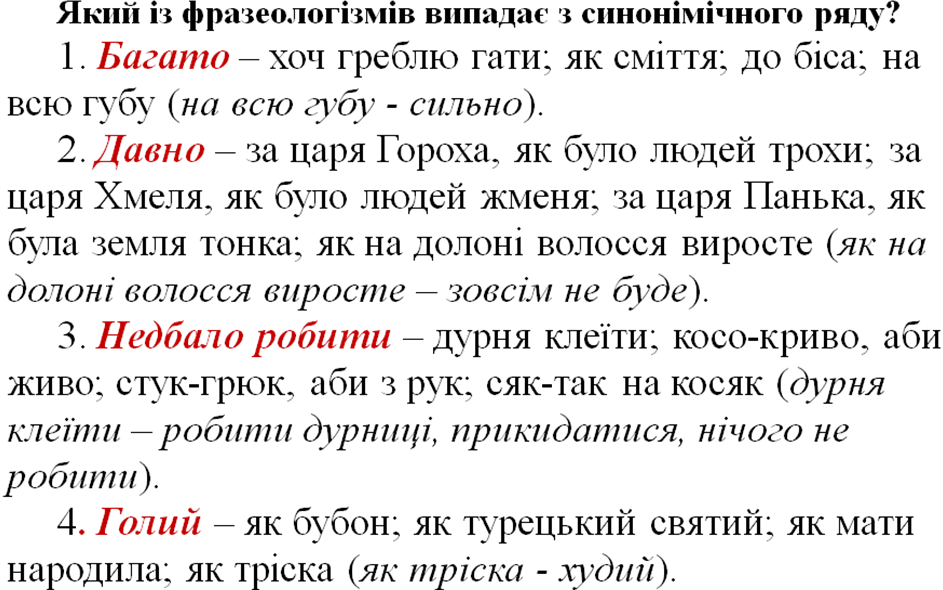 Який із фразеологізмів випадає з синонімічного ряду?
1. Багато – хоч греблю гати; як сміття; до біса; на
всю губу (на всю губу - сильно).
2. Давно – за царя Гороха, як було людей трохи; за
царя Хмеля, як було людей жменя; за царя Панька, як
була земля тонка; як на долоні волосся виросте (як на
долоні волосся виросте – зовсім не буде).
3. Недбало робити – дурня клеїти; косо-криво, аби
живо; стук-грюк, аби з рук; сяк-так на косяк (дурня
клеїти – робити дурниці, прикидатися, нічого не
робити).
4. Голий – як бубон; як турецький святий; як мати
народила; як тріска (як тріска - худий).